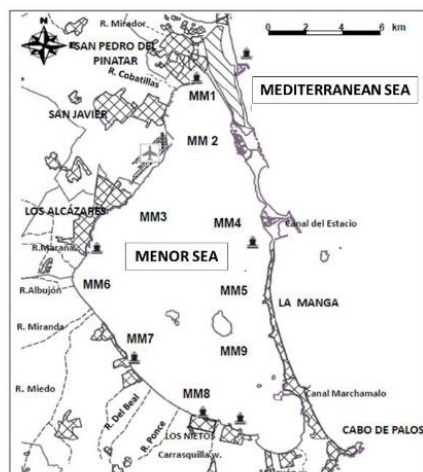 R. Mirador
0 2 4 6 km
SAN PEDRO DEL
PINATAR
R. Cobatillas
MEDITERRANEAN SEA
MM1
SAN JAVIER
MM 2
LOS ALCÁZARES
MM3
MM4
Canal del Estacio
R.Maraña
MENOR SEA
MM6
R.Albujón
MM5
LA MANGA
R. Miranda
MM7
MM9
R. Miedo
MM8
Canal Marchamalo
R. Del Beal
R. Ponce
LOS NIETOS
CABO DE PALOS
Carrasquilla w.